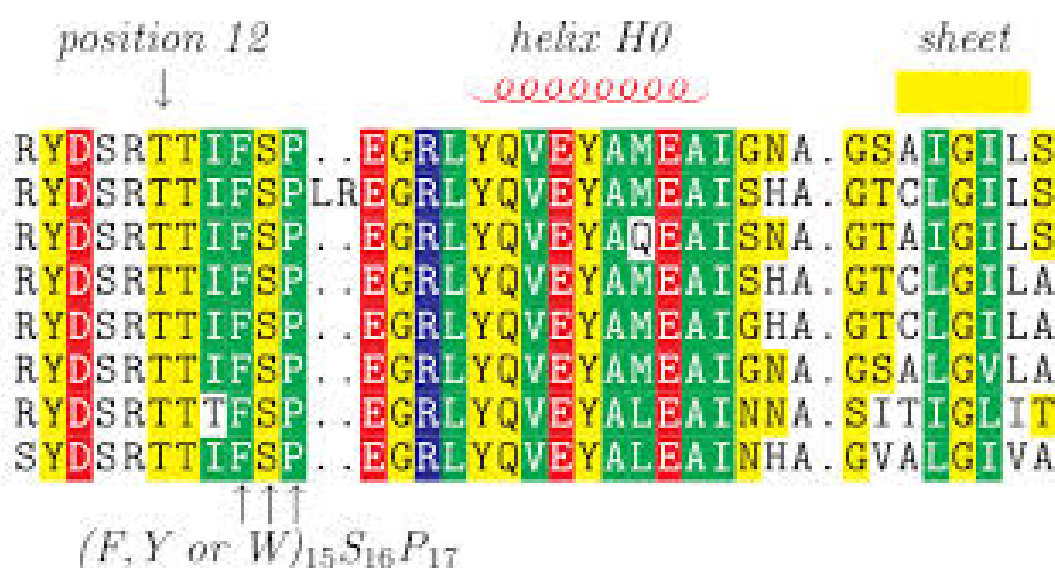 position 12 helix H0 sheet
↓ oooooooo
RYDSRTTIFSP..EGRLYQVEYAMEAIGNA.GSAIGILS
RYDSRTTIFSPLREGRLYQVEYAMEAISHA.GTCLGILS
RYDSRTTIFSP..EGRLYQVEYAQEAISNA.GTAIGILS
RYDSRTTIFSP..EGRLYQVEYAMEAISHA.GTCLGILA
RYDSRTTIFSP..EGRLYQVEYAMEAIGHA.GTCLGILA
RYDSRTTIFSP..EGRLYQVEYAMEAIGNA.GSALGVLA
RYDSRTTTFSP..EGRLYQVEYALEAINNA.SITIGLIT
SYDSRTTIFSP..EGRLYQVEYALEAINHA.GVALGIVA
↑↑↑
(F, Y or W)₁₅S₁₆P₁₇